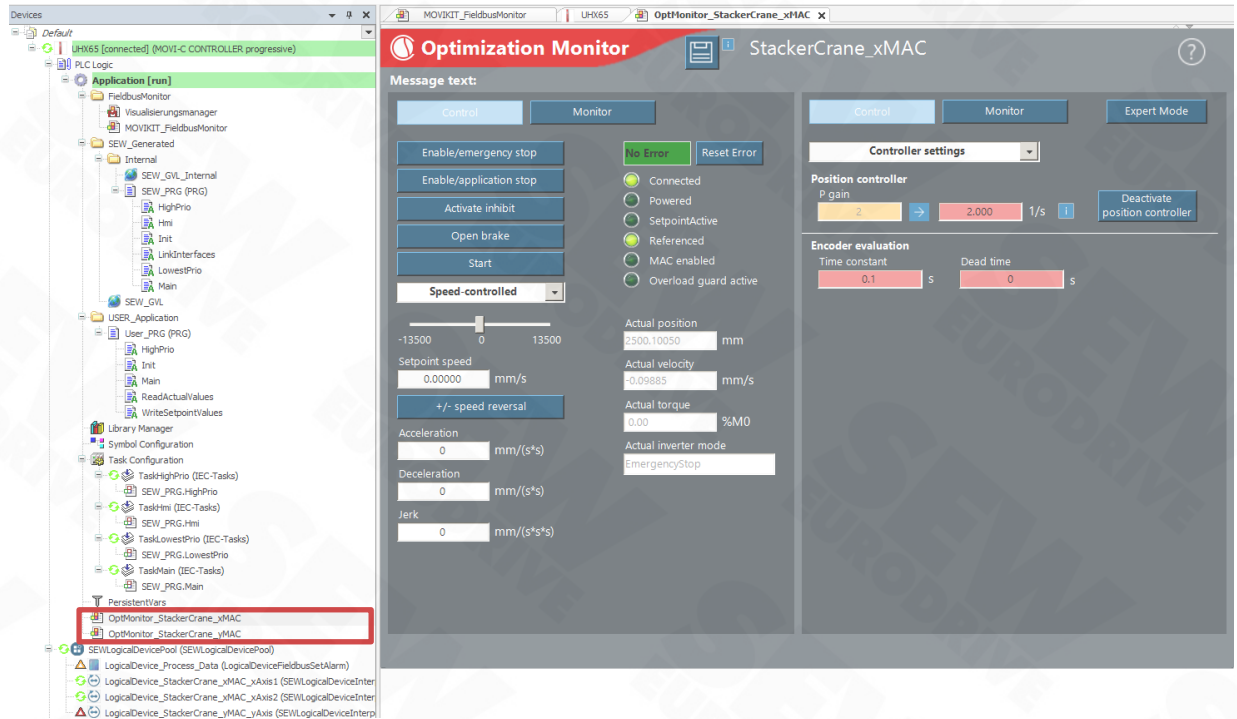 Devices
Default
UHX65 [connected] (MOVI-C CONTROLLER progressive)
PLC Logic
Application [run]
FieldbusMonitor
Visualisierungsmanager
MOVIKIT_FieldbusMonitor
SEW_Generated
Internal
SEW_GVL_Internal
SEW_PRG (PRG)
HighPrio
Hmi
Init
LinkInterfaces
LowestPrio
Main
SEW_GVL
USER_Application
User_PRG (PRG)
HighPrio
Init
Main
ReadActualValues
WriteSetpointValues
Library Manager
Symbol Configuration
Task Configuration
TaskHighPrio (IEC-Tasks)
SEW_PRG.HighPrio
TaskHmi (IEC-Tasks)
SEW_PRG.Hmi
TaskLowestPrio (IEC-Tasks)
SEW_PRG.LowestPrio
TaskMain (IEC-Tasks)
SEW_PRG.Main
PersistentVars
OptMonitor_StackerCrane_xMAC
OptMonitor_StackerCrane_yMAC
SEWLogicalDevicePool (SEWLogicalDevicePool)
LogicalDevice_Process_Data (LogicalDeviceFieldbusSetAlarm)
LogicalDevice_StackerCrane_xMAC_xAxis1 (SEWLogicalDeviceInter
LogicalDevice_StackerCrane_xMAC_xAxis2 (SEWLogicalDeviceInter
LogicalDevice_StackerCrane_yMAC_yAxis (SEWLogicalDeviceInterp
MOVIKIT_FieldbusMonitor UHX65 OptMonitor_StackerCrane_xMAC X
Optimization Monitor i StackerCrane_xMAC ?
Message text:
Control Monitor
Enable/emergency stop
Enable/application stop
Activate inhibit
Open brake
Start
Speed-controlled
-13500 0 13500
Setpoint speed
0.00000 mm/s
+/- speed reversal
Acceleration
0 mm/(s*s)
Deceleration
0 mm/(s*s)
Jerk
0 mm/(s*s*s)
No Error Reset Error
Connected
Powered
SetpointActive
Referenced
MAC enabled
Overload guard active
Actual position
2500.10050 mm
Actual velocity
-0.09885 mm/s
Actual torque
0.00 %M0
Actual inverter mode
EmergencyStop
Control Monitor Expert Mode
Controller settings
Position controller
P gain
2 → 2.000 1/s i
Deactivate
position controller
Encoder evaluation
Time constant Dead time
0.1 s 0 s